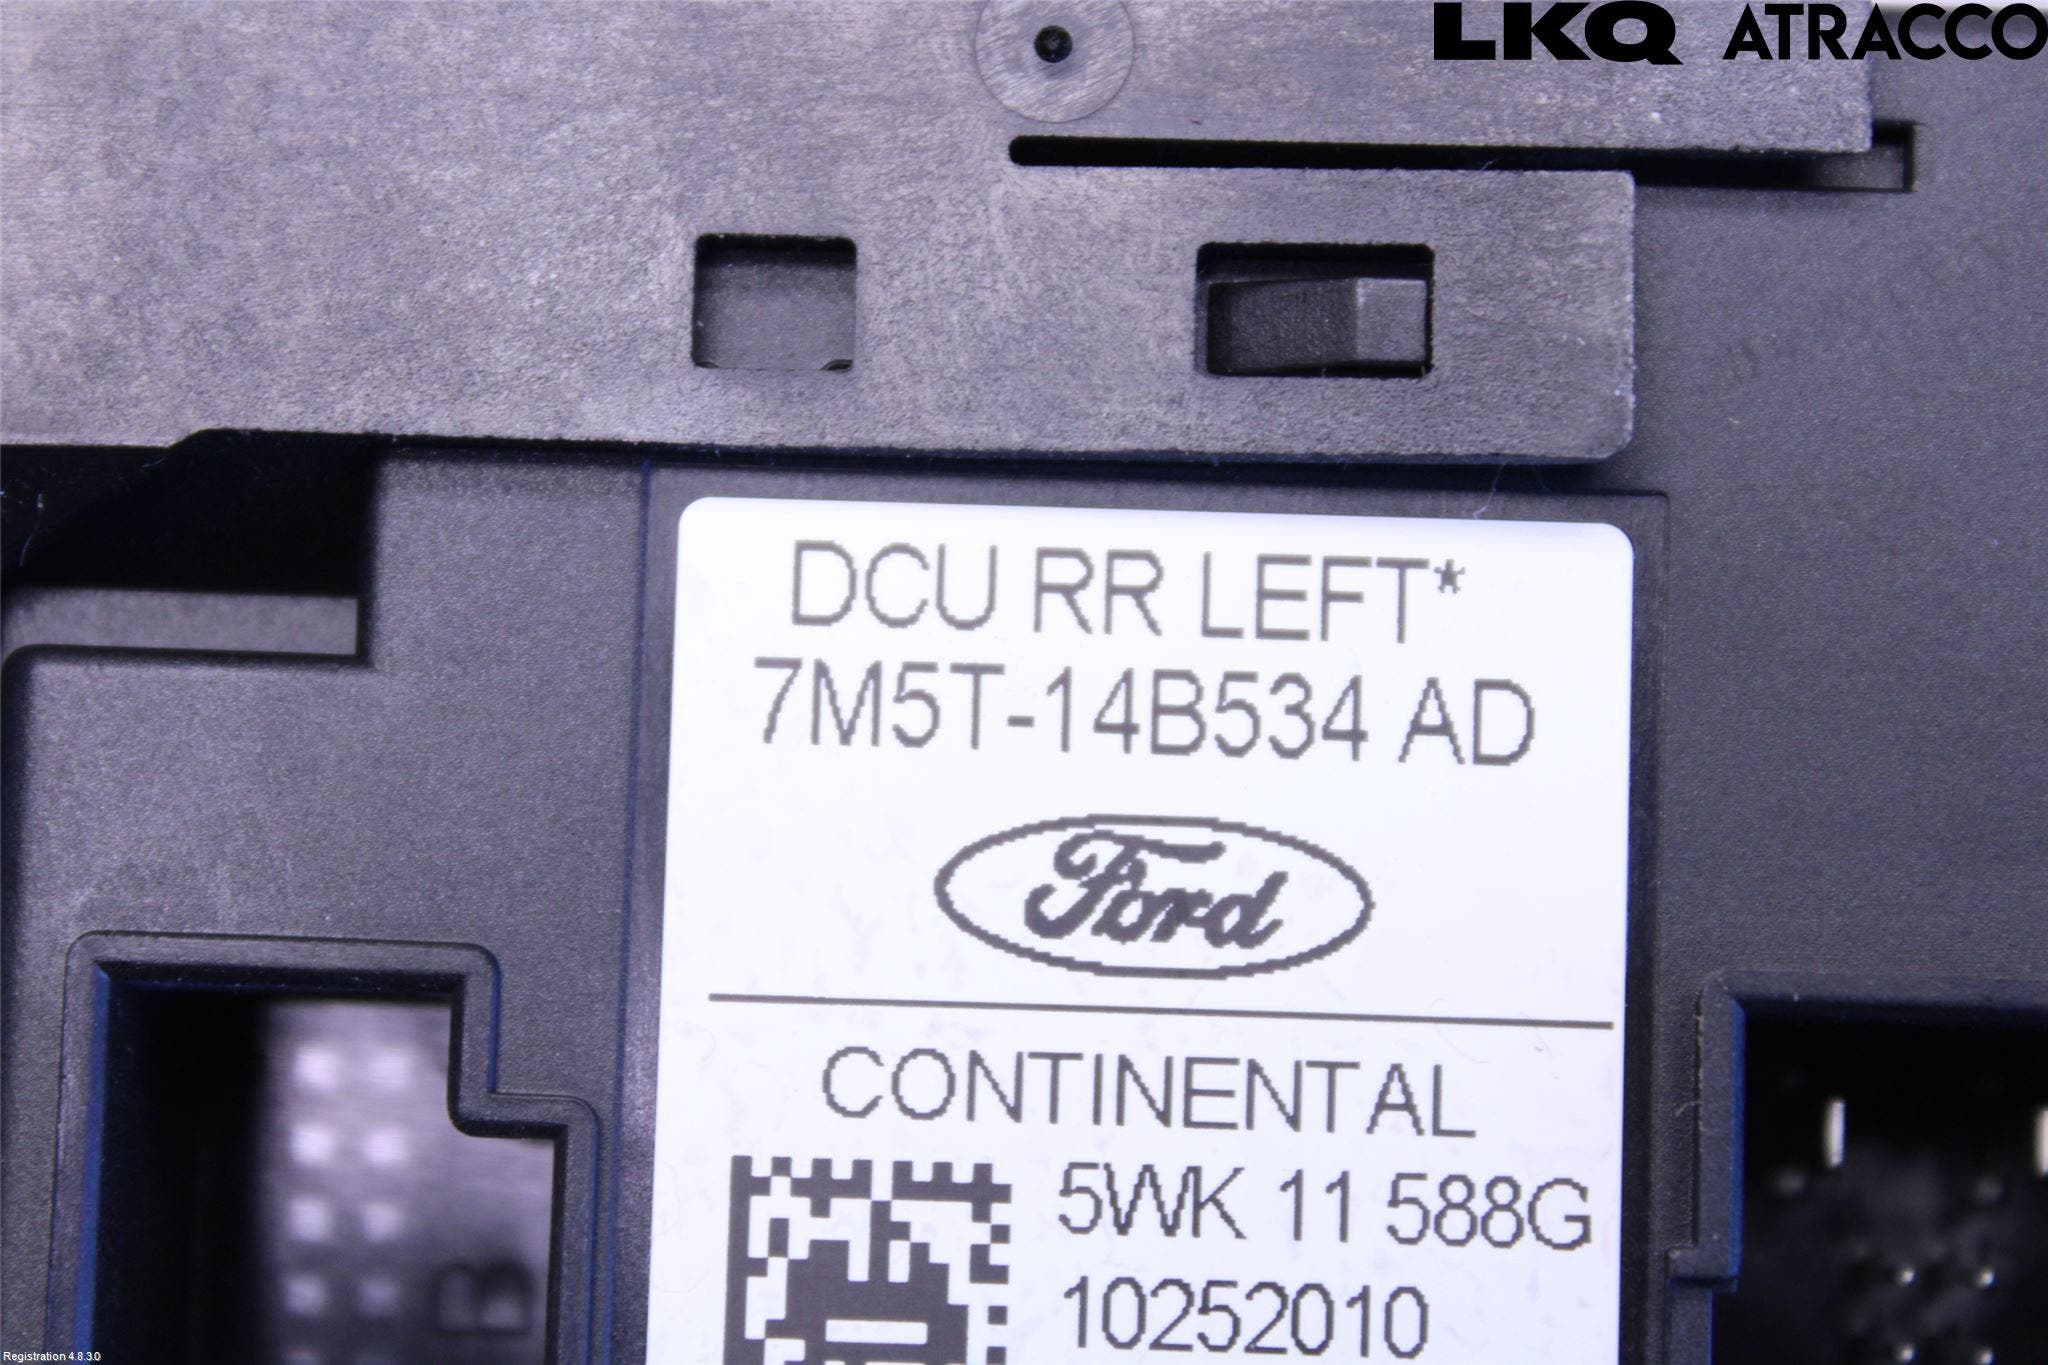 LKQ ATRACCO
DCU RR LEFT*
7M5T-14B534 AD
Ford
CONTINENTAL
5WK 11 588G
10252010
B
Registration 4.8.3.0